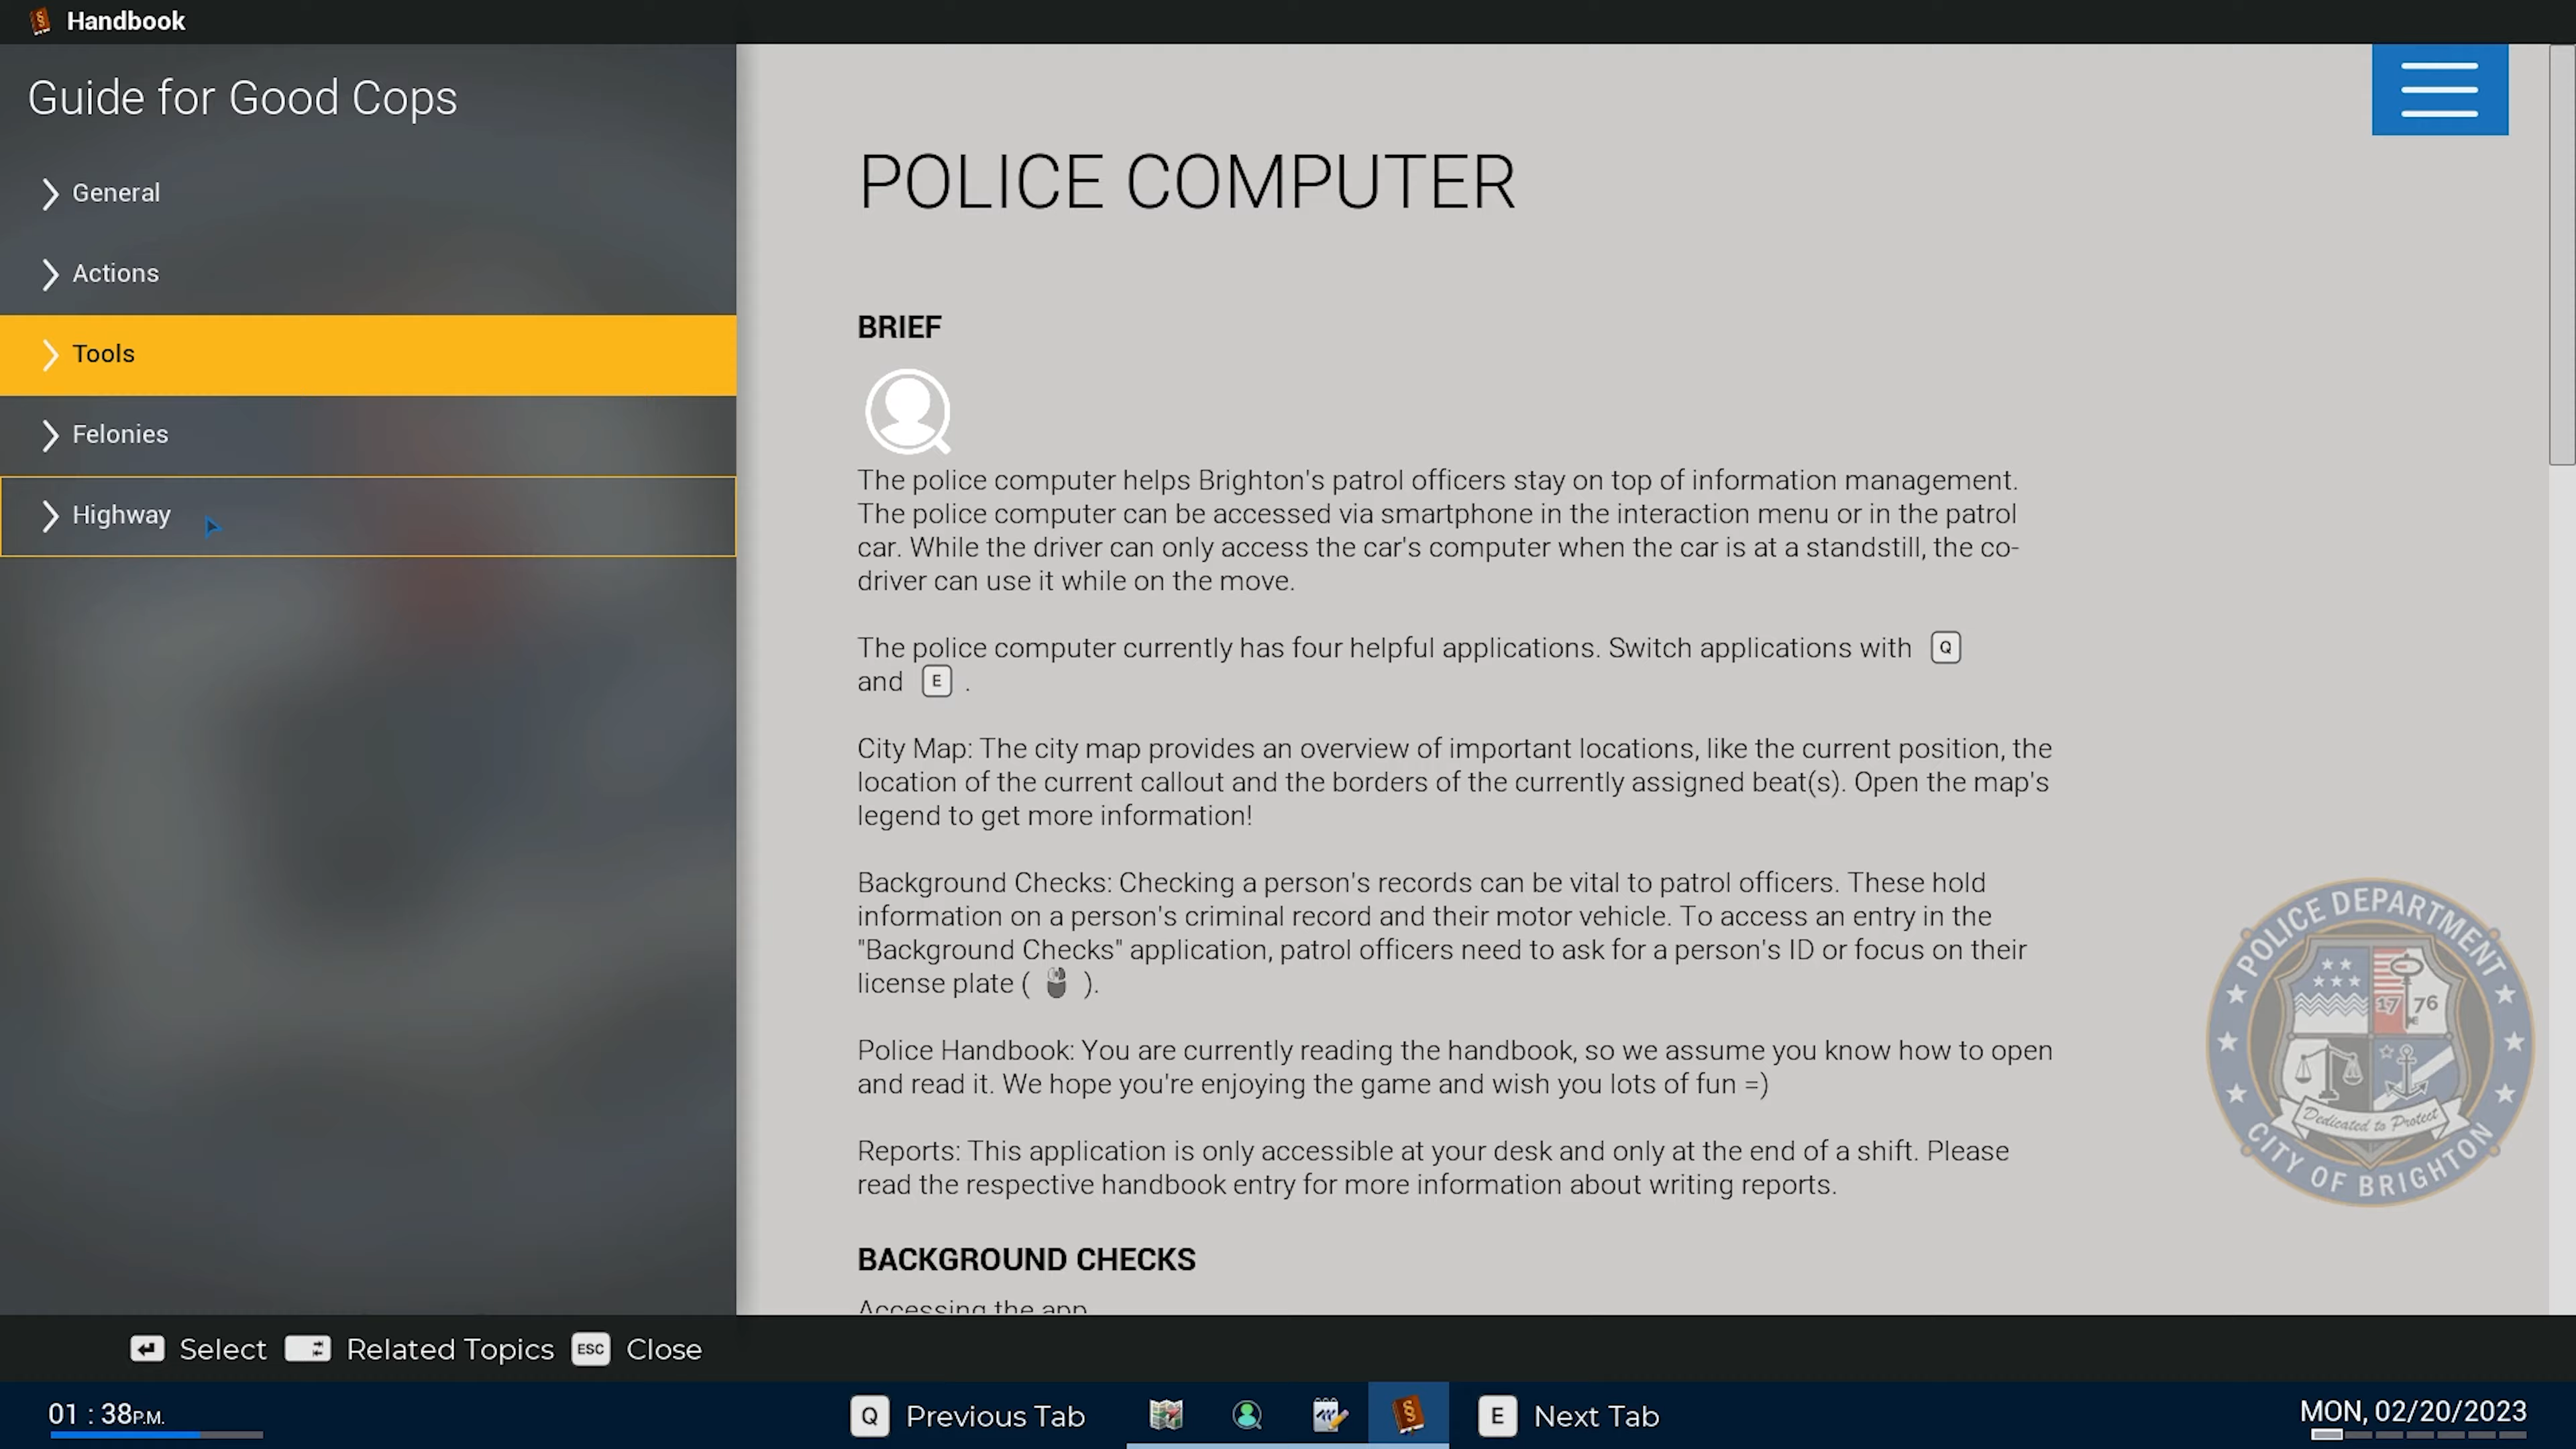 Handbook
Guide for Good Cops
General
Actions
Tools
Felonies
Highway
POLICE COMPUTER
BRIEF
The police computer helps Brighton's patrol officers stay on top of information management.
The police computer can be accessed via smartphone in the interaction menu or in the patrol
car. While the driver can only access the car's computer when the car is at a standstill, the co-
driver can use it while on the move.
The police computer currently has four helpful applications. Switch applications with Q
and E .
City Map: The city map provides an overview of important locations, like the current position, the
location of the current callout and the borders of the currently assigned beat(s). Open the map's
legend to get more information!
Background Checks: Checking a person's records can be vital to patrol officers. These hold
information on a person's criminal record and their motor vehicle. To access an entry in the
"Background Checks" application, patrol officers need to ask for a person's ID or focus on their
license plate ( ).
Police Handbook: You are currently reading the handbook, so we assume you know how to open
and read it. We hope you're enjoying the game and wish you lots of fun =)
Reports: This application is only accessible at your desk and only at the end of a shift. Please
read the respective handbook entry for more information about writing reports.
BACKGROUND CHECKS
Accessing the app
POLICE DEPARTMENT
17 76
Dedicated to Protect
CITY OF BRIGHTON
Select
Related Topics
ESC Close
01 : 38 P.M.
Q Previous Tab
E Next Tab
MON, 02/20/2023